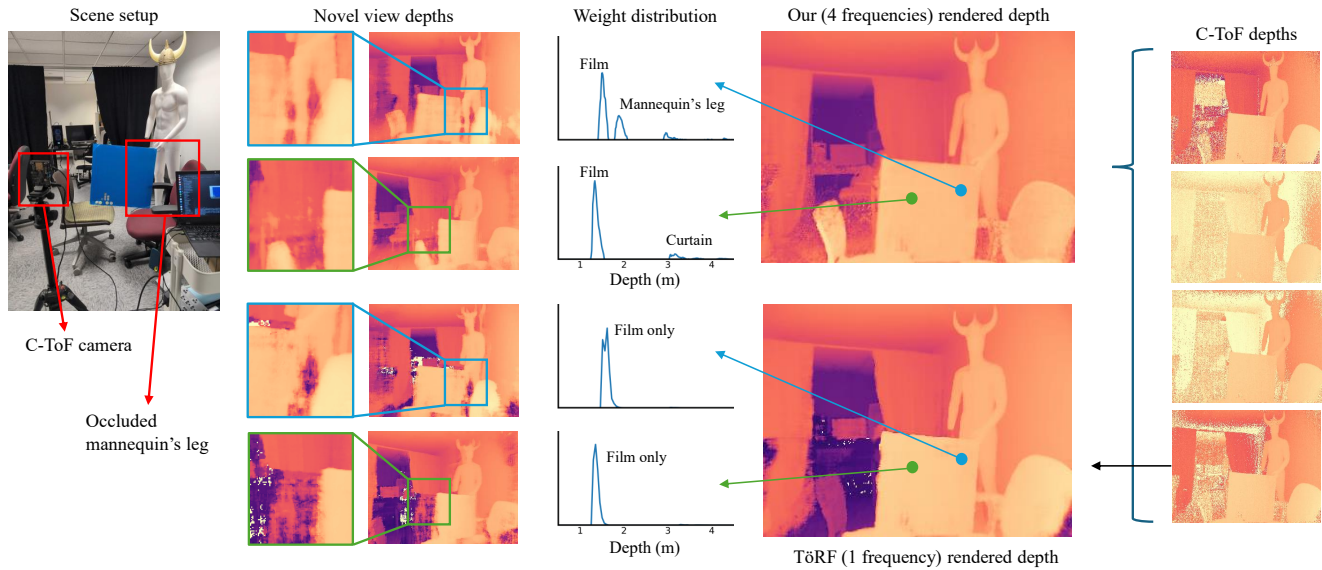 Scene setup
Novel view depths
Weight distribution
Our (4 frequencies) rendered depth
C-ToF depths
Film
Mannequin's leg
Film
Curtain
1 2 3 4
Depth (m)
C-ToF camera
Occluded
mannequin's leg
Film only
Film only
1 2 3 4
Depth (m)
TöRF (1 frequency) rendered depth